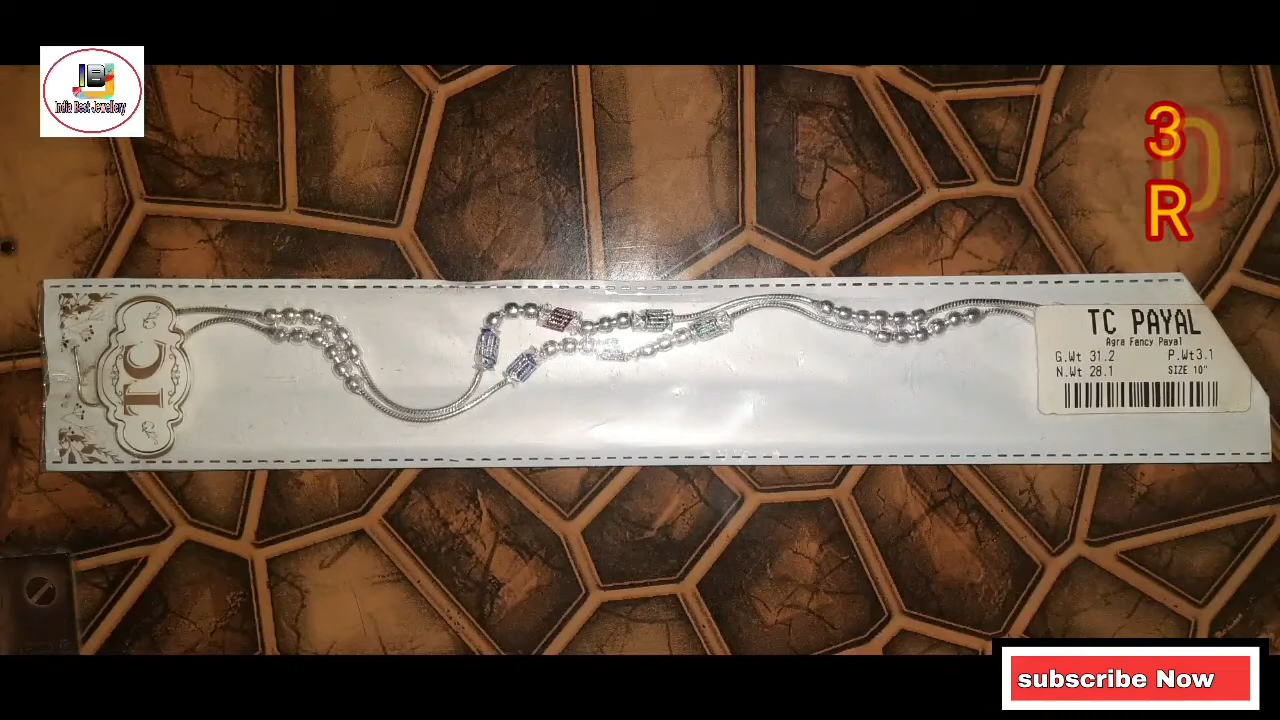 IB
India Best Jewellery
3
R
TC
TC PAYAL
Agra Fancy Payal
G.Wt 31.2 P.Wt3.1
N.Wt 28.1 SIZE 10"
subscribe Now